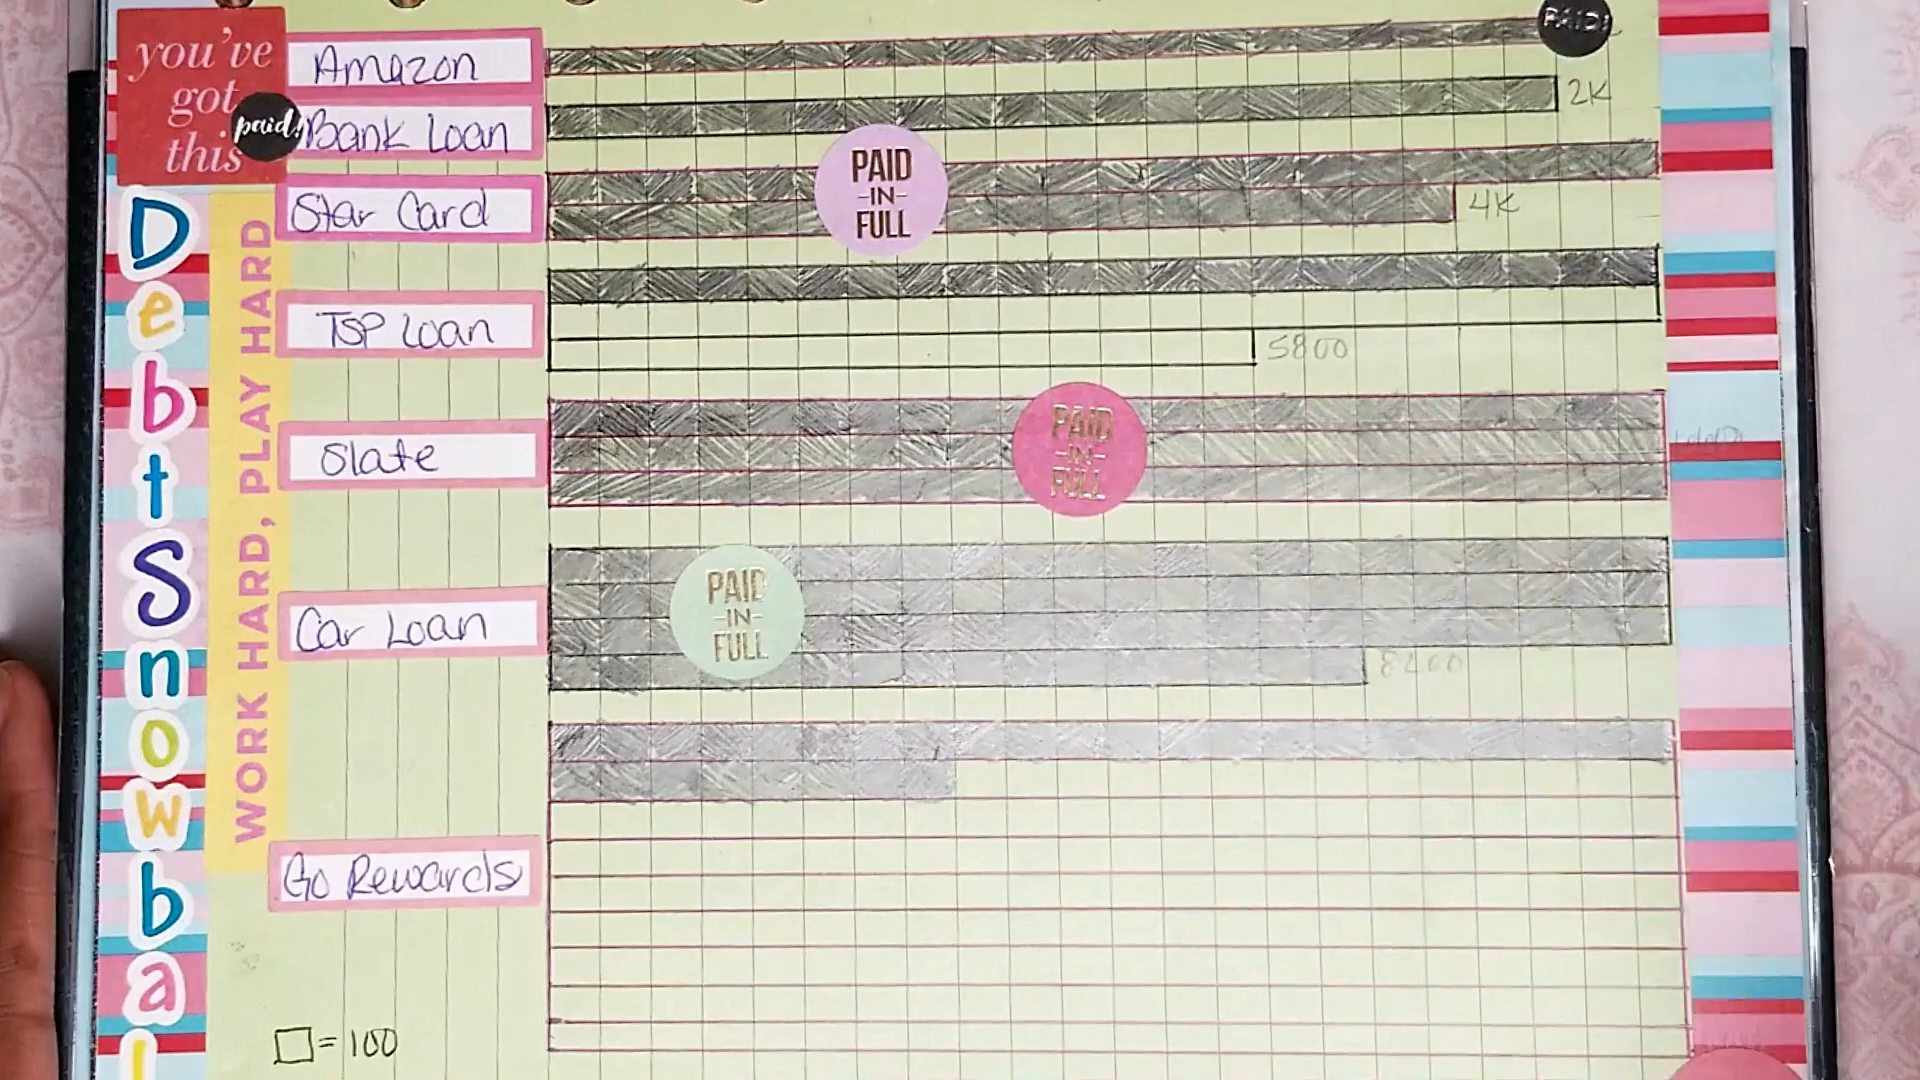 you've
got
this
paid!
Amazon
PAID!
Bank Loan
2K
Star Card
PAID
-IN-
FULL
4K
TSP Loan
5800
Slate
PAID
-IN-
FULL
Car Loan
PAID
-IN-
FULL
8200
Go Rewards
□ = 100
WORK HARD, PLAY HARD
Debt Snowbal